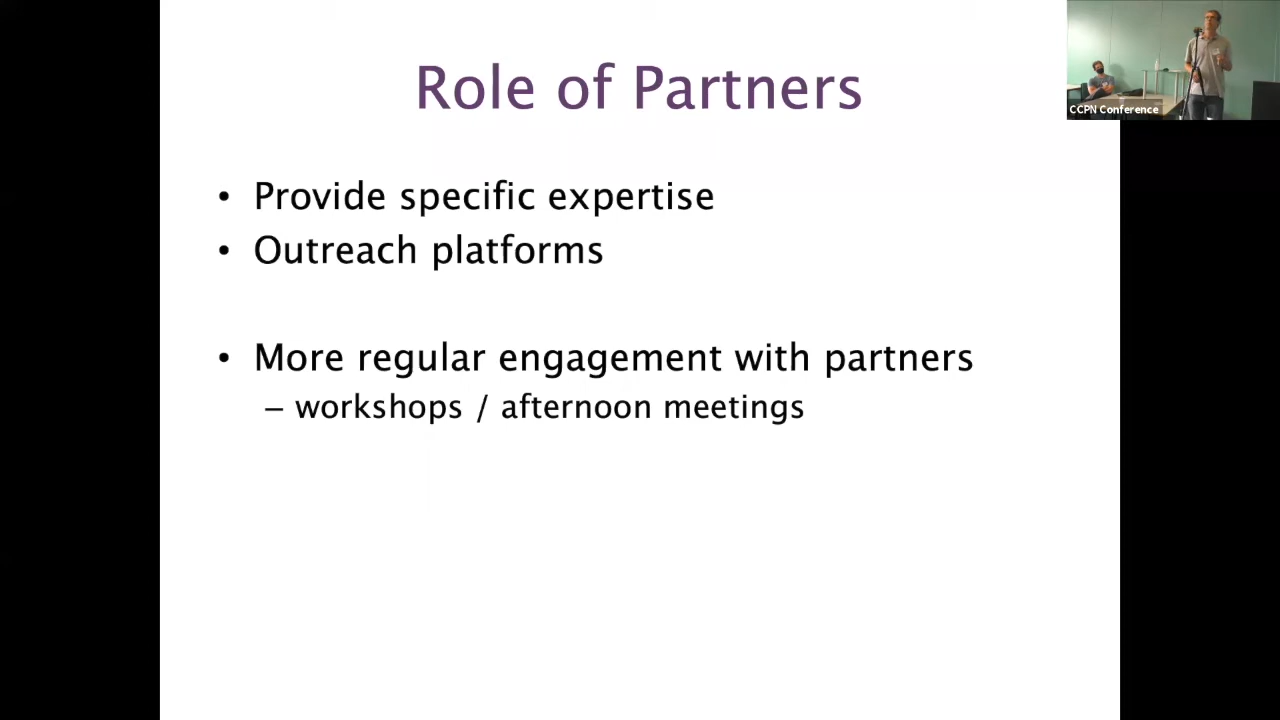 Role of Partners
CCPN Conference
• Provide specific expertise
• Outreach platforms
• More regular engagement with partners
– workshops / afternoon meetings